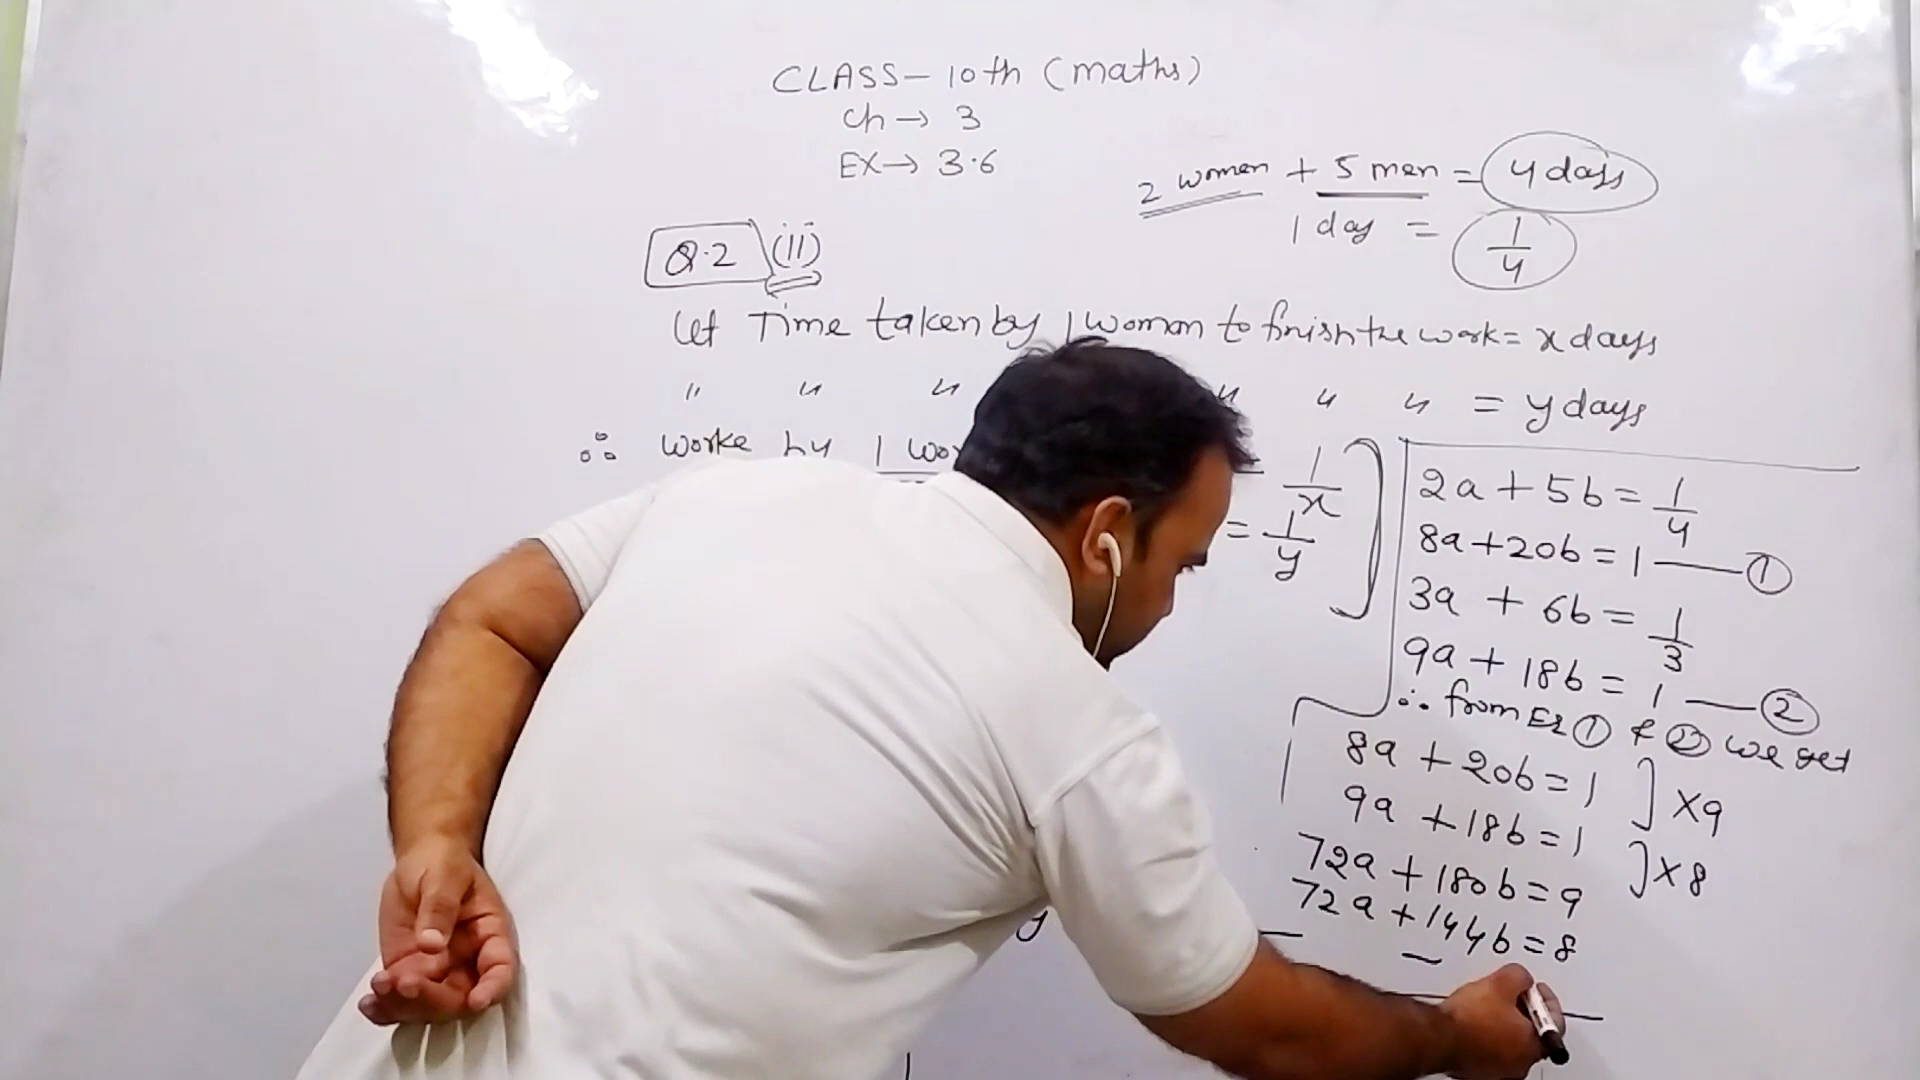 CLASS – 10th (maths)
Ch → 3
EX → 3.6
2 women + 5 men = 4 days
1 day = 1/4
Q.2 (ii)
Let Time taken by 1 woman to finish the work = x days
" " " " " " = y days
∴ Worke by 1
= 1/x
= 1/y
2a + 5b = 1/4
8a + 20b = 1 — ①
3a + 6b = 1/3
9a + 18b = 1 — ②
∴ from Eq ① & ② we get
8a + 20b = 1 ] ×9
9a + 18b = 1 ] ×8
72a + 180b = 9
72a + 144b = 8
— —
y